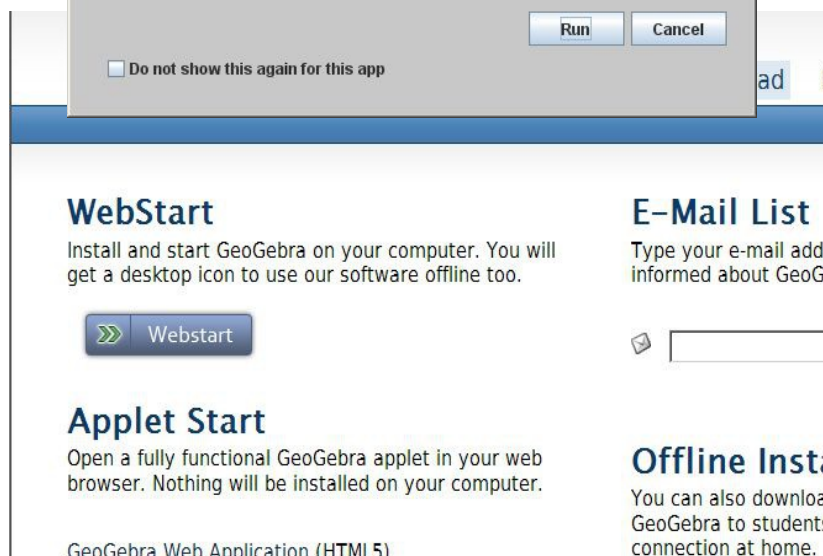 Run
Cancel
Do not show this again for this app
ad
WebStart
Install and start GeoGebra on your computer. You will
get a desktop icon to use our software offline too.
Webstart
E-Mail List
Type your e-mail add
informed about GeoG
Applet Start
Open a fully functional GeoGebra applet in your web
browser. Nothing will be installed on your computer.
GeoGebra Web Application (HTML5)
Offline Insta
You can also downloa
GeoGebra to students
connection at home.